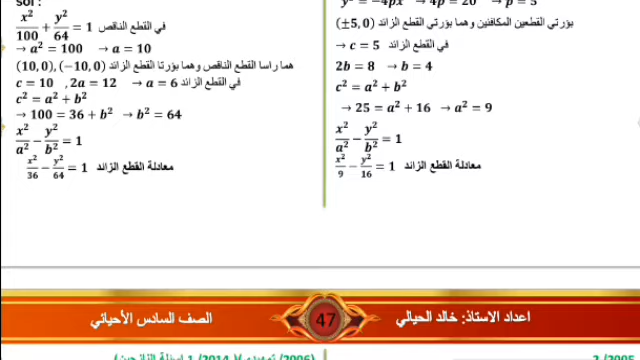 sol :
x²/100 + y²/64 = 1 في القطع الناقص
→ a² = 100 → a = 10
هما راسا القطع الناقص وهما بؤرتا القطع الزائد (10, 0), (−10, 0)
c = 10 , 2a = 12 → a = 6 في القطع الزائد
c² = a² + b²
→ 100 = 36 + b² → b² = 64
x²/a² − y²/b² = 1
x²/36 − y²/64 = 1 معادلة القطع الزائد
y² = −4px → 4p = 20 → p = 5
بؤرتي القطعين المكافئين وهما بؤرتي القطع الزائد (±5, 0)
→ c = 5 في القطع الزائد
2b = 8 → b = 4
c² = a² + b²
→ 25 = a² + 16 → a² = 9
x²/a² − y²/b² = 1
x²/9 − y²/16 = 1 معادلة القطع الزائد
اعداد الاستاذ: خالد الحيالي
47
الصف السادس الأحيائي